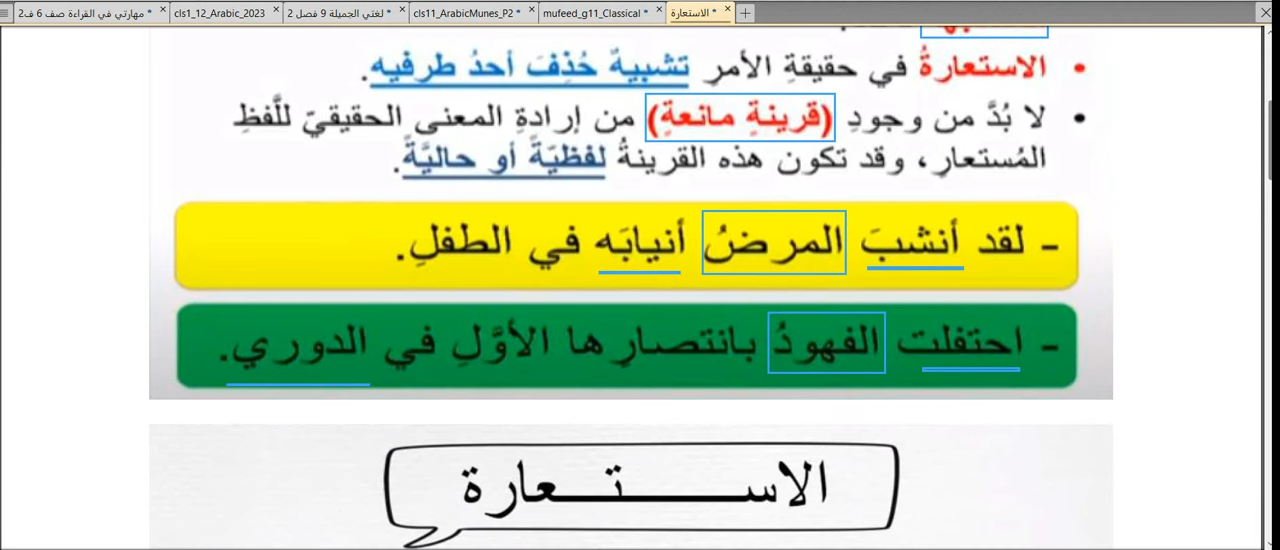 * مهارتي في القراءة صف 6 ف2
cls1_12_Arabic_2023
* لغتي الجميلة 9 فصل 2
cls11_ArabicMunes_P2 *
mufeed_g11_Classical *
الاستعارة *
الاستعارةُ في حقيقةِ الأمرِ تشبيهٌ حُذِفَ أحدُ طرفيه.
لا بُدَّ من وجودِ (قرينةٍ مانعةٍ) من إرادةِ المعنى الحقيقيّ للَّفظِ
المُستعارِ، وقد تكون هذه القرينةُ لفظيّةً أو حاليَّةً.
- لقد أنشبَ المرضُ أنيابَه في الطفلِ.
- احتفلت الفهودُ بانتصارِها الأوَّلِ في الدوري.
الاســـتـــعارة